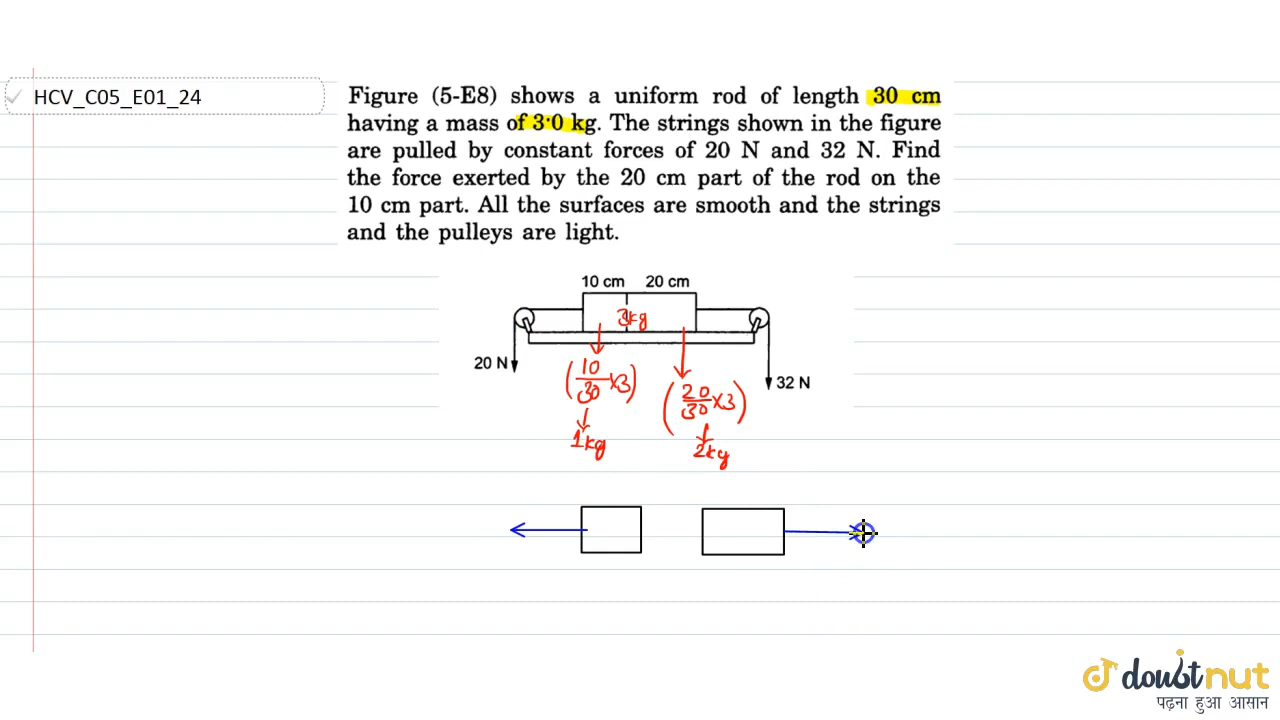 HCV_C05_E01_24
Figure (5-E8) shows a uniform rod of length 30 cm
having a mass of 3·0 kg. The strings shown in the figure
are pulled by constant forces of 20 N and 32 N. Find
the force exerted by the 20 cm part of the rod on the
10 cm part. All the surfaces are smooth and the strings
and the pulleys are light.
10 cm 20 cm
3kg
20 N
32 N
(10/30 ×3)
(20/30 ×3)
1kg
2kg
doubtnut
पढ़ना हुआ आसान